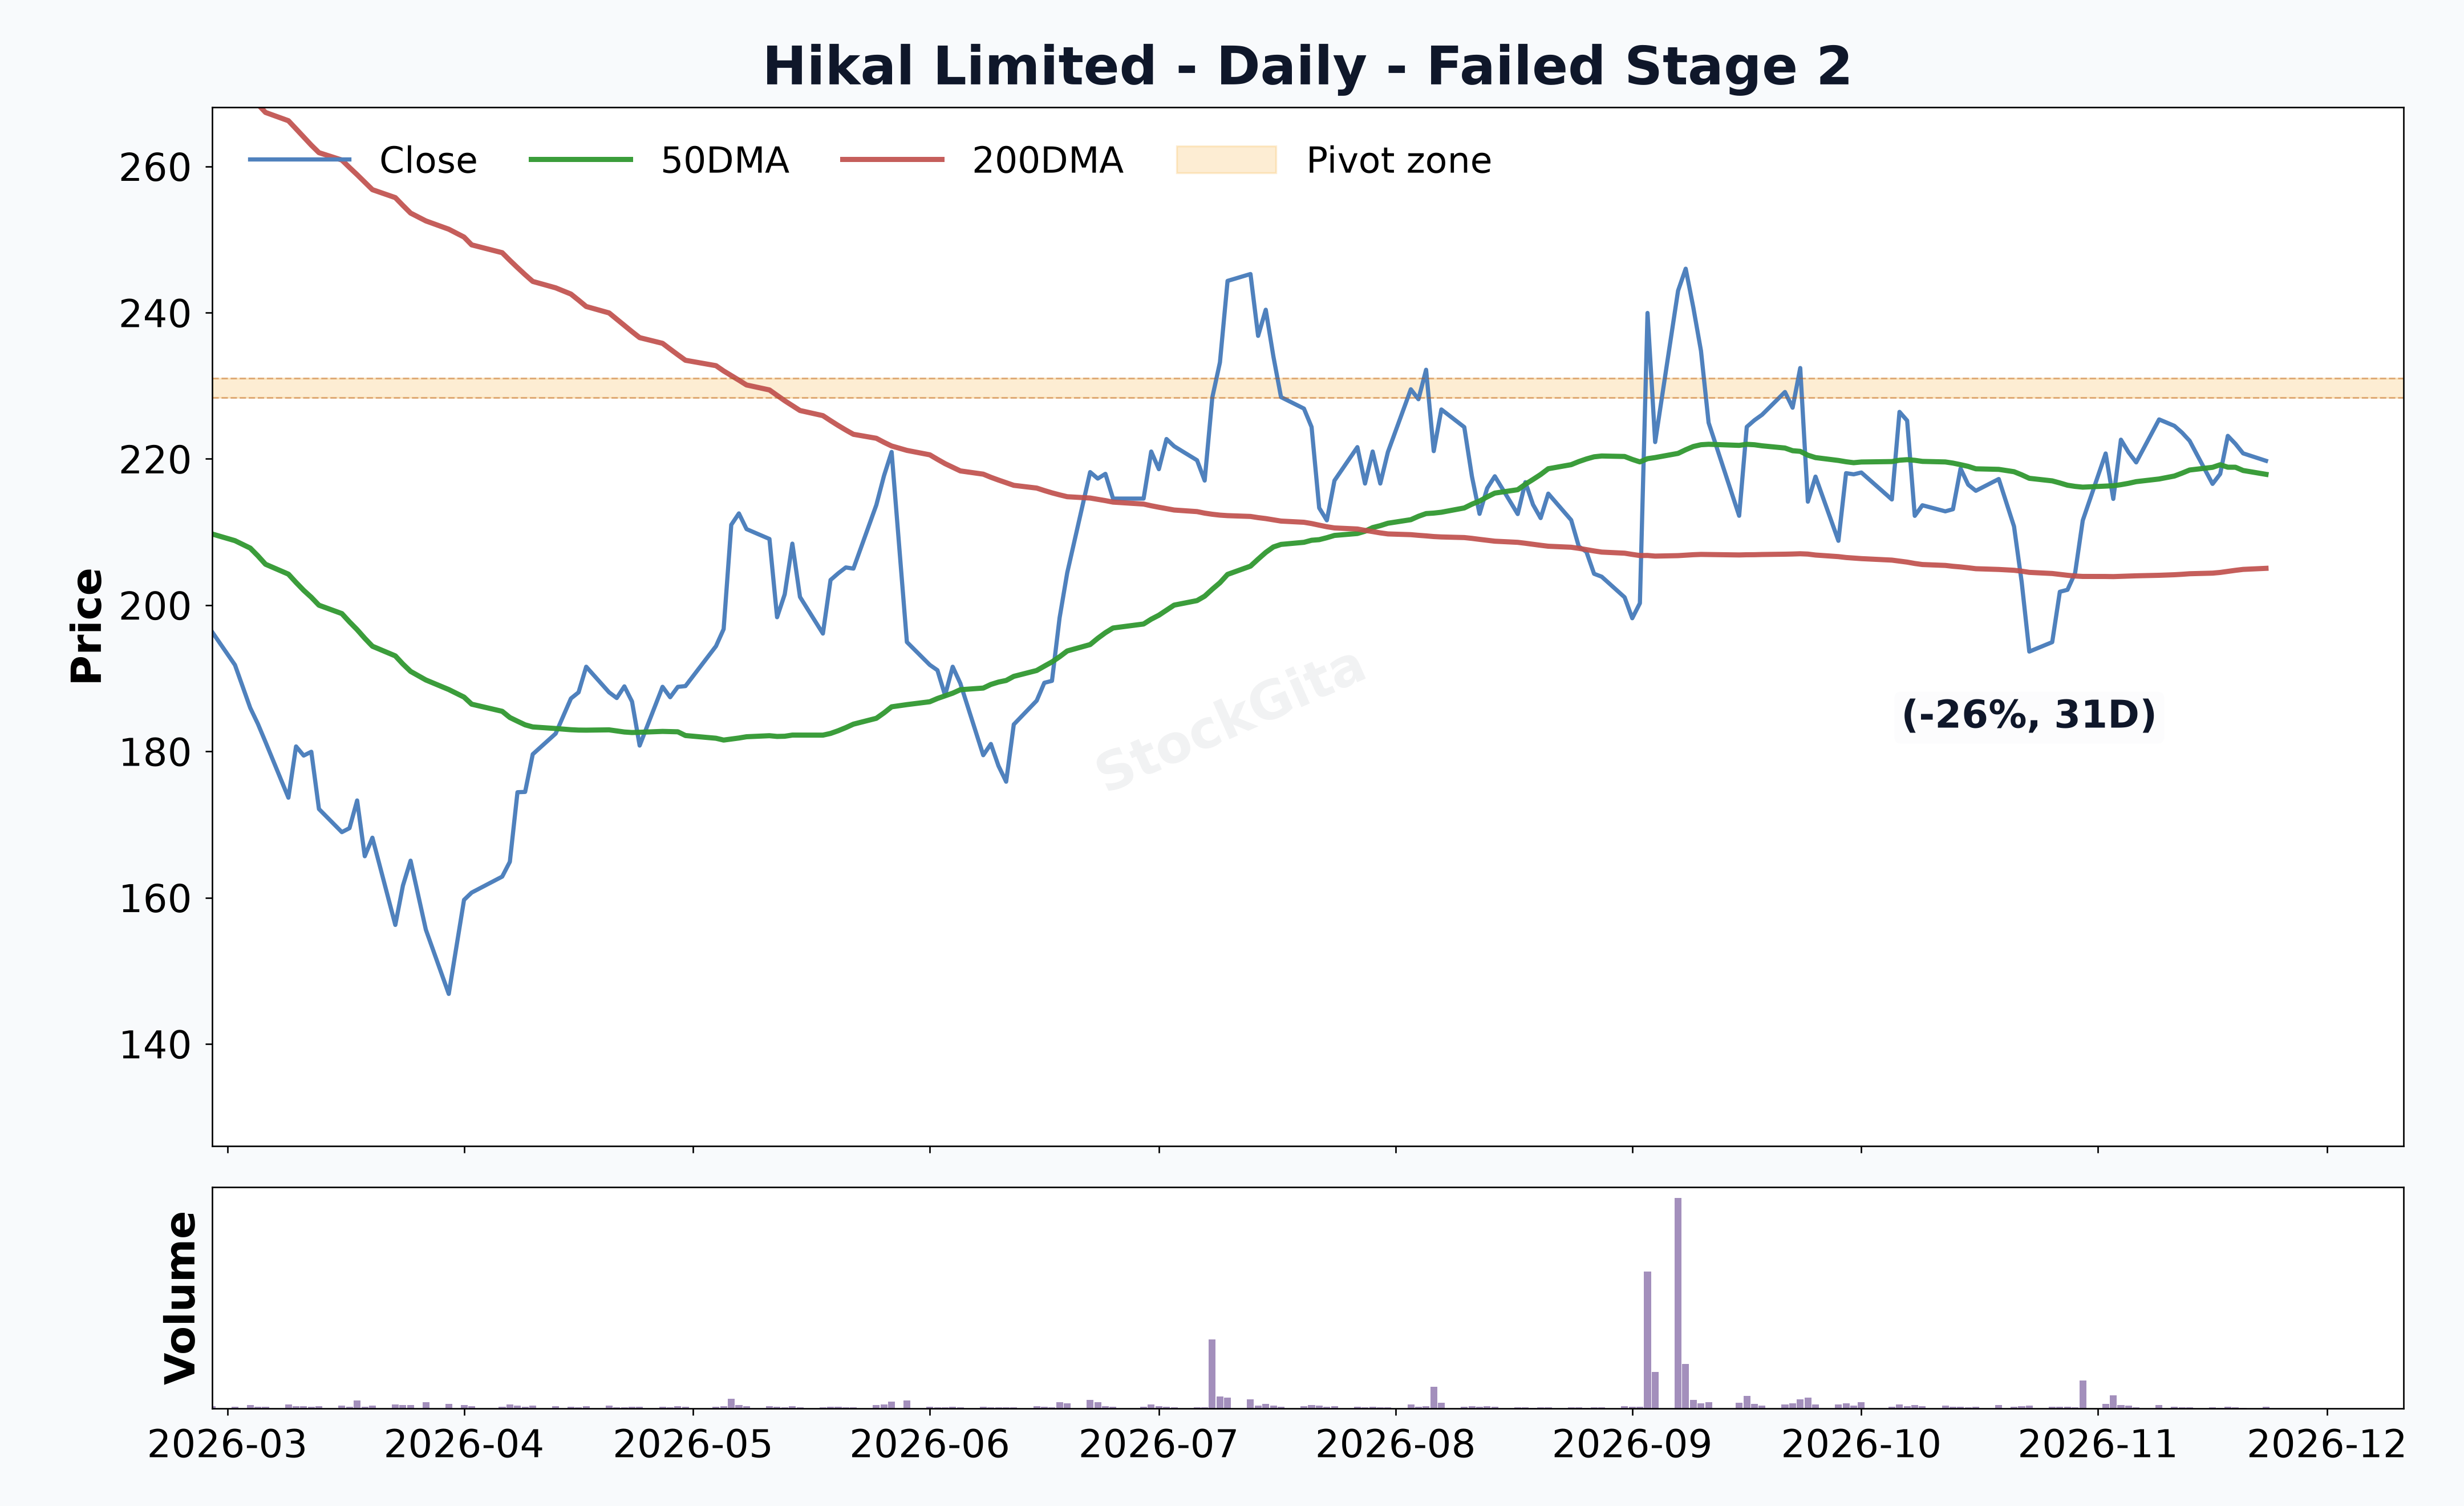 Hikal Limited - Daily - Failed Stage 2
Close 50DMA 200DMA Pivot zone
260
240
220
200
180
160
140
Price
StockGita
(-26%, 31D)
Volume
2026-03 2026-04 2026-05 2026-06 2026-07 2026-08 2026-09 2026-10 2026-11 2026-12